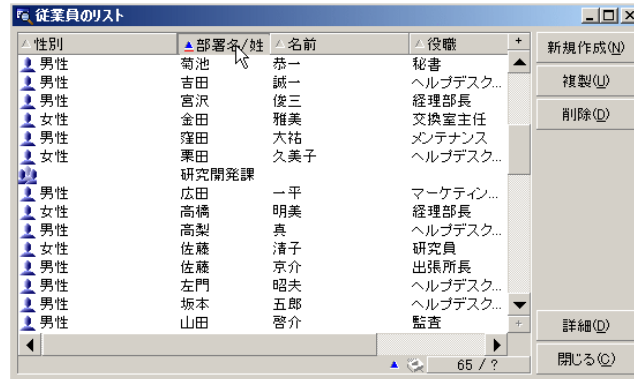 従業員のリスト
性別 部署名/姓 名前 役職 +
男性 菊池 恭一 秘書
男性 吉田 誠一 ヘルプデスク...
男性 宮沢 俊三 経理部長
女性 金田 雅美 交換室主任
男性 窪田 大祐 メンテナンス
女性 栗田 久美子 ヘルプデスク...
研究開発課
男性 広田 一平 マーケティン...
女性 高橋 明美 経理部長
男性 高梨 真 ヘルプデスク...
女性 佐藤 清子 研究員
男性 佐藤 京介 出張所長
男性 左門 昭夫 ヘルプデスク...
男性 坂本 五郎 ヘルプデスク...
男性 山田 啓介 監査
+
65 / ?
新規作成(N)
複製(U)
削除(D)
詳細(D)
閉じる(C)